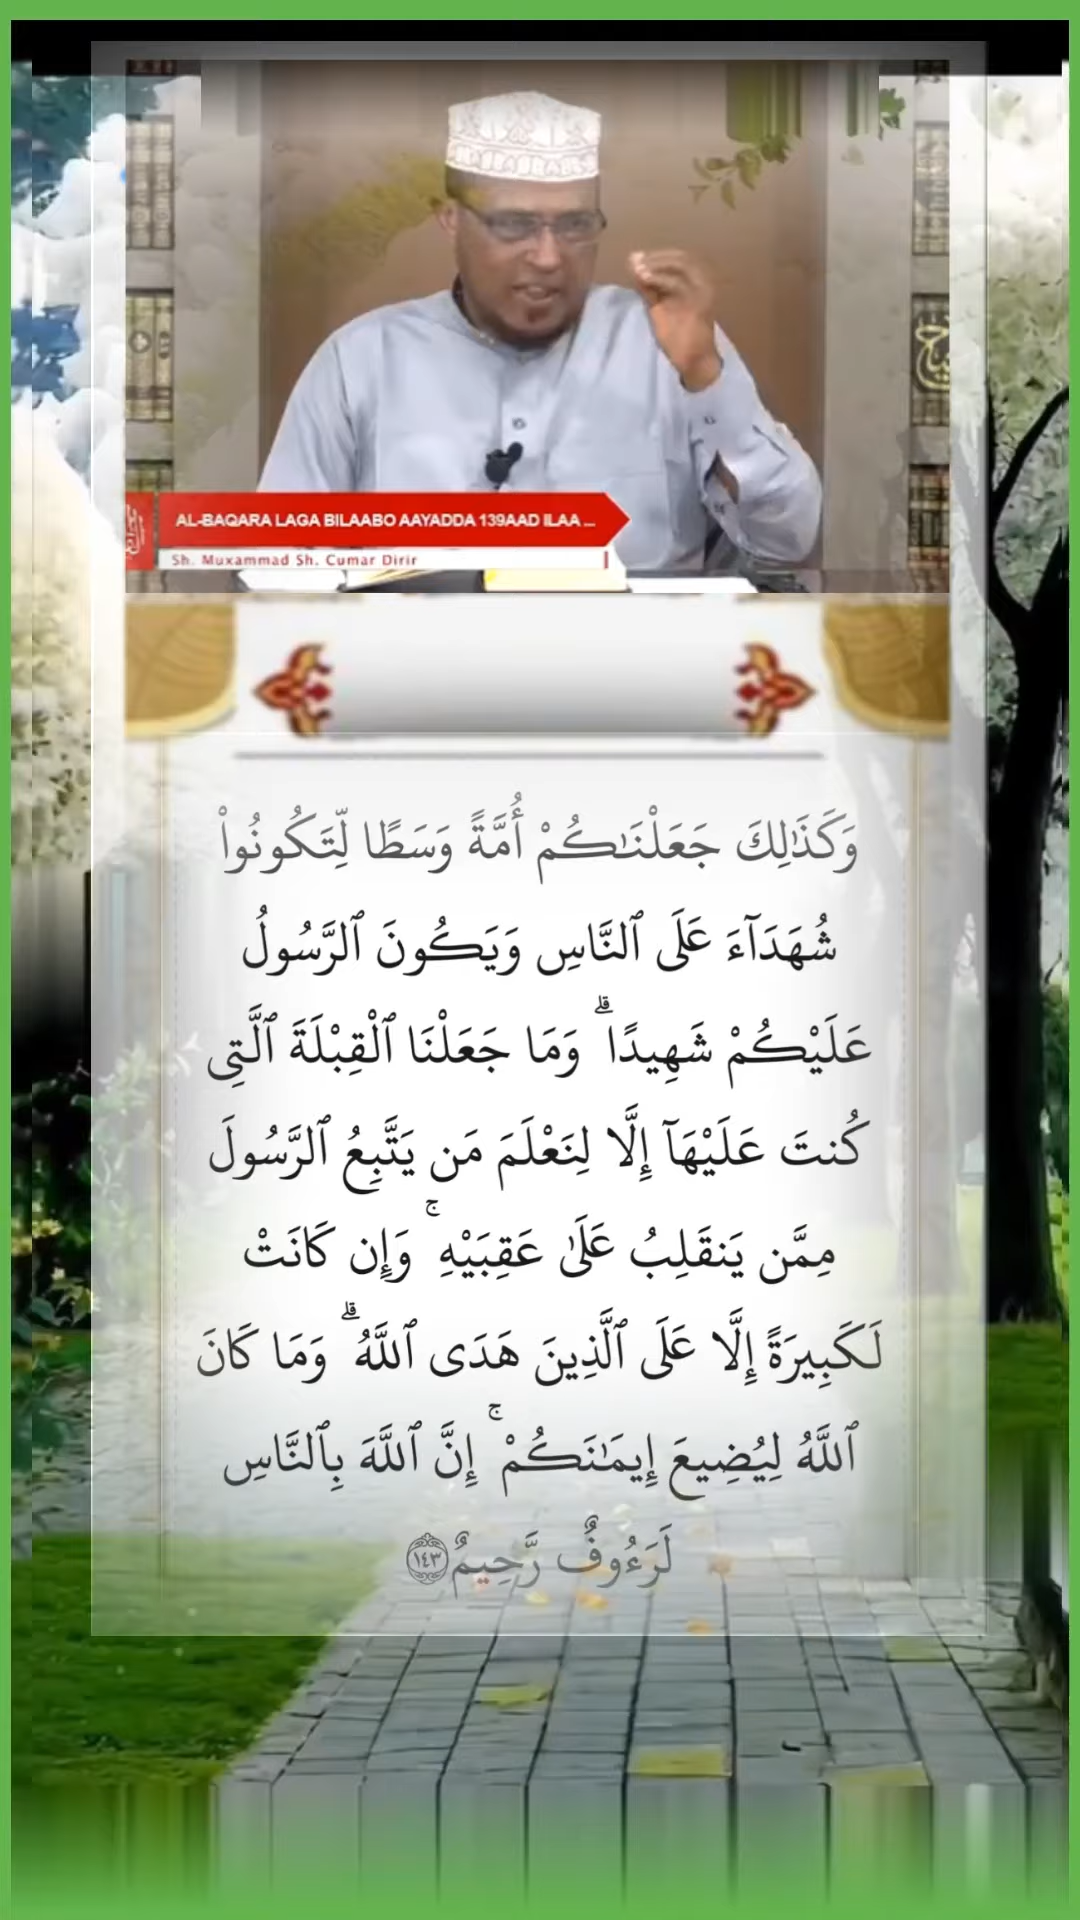 AL-BAQARA LAGA BILAABO AAYADDA 139AAD ILAA ...
Sh. Muxammad Sh. Cumar Dirir
وَكَذَٰلِكَ جَعَلْنَٰكُمْ أُمَّةً وَسَطًا لِّتَكُونُوا۟
شُهَدَآءَ عَلَى ٱلنَّاسِ وَيَكُونَ ٱلرَّسُولُ
عَلَيْكُمْ شَهِيدًا ۗ وَمَا جَعَلْنَا ٱلْقِبْلَةَ ٱلَّتِى
كُنتَ عَلَيْهَآ إِلَّا لِنَعْلَمَ مَن يَتَّبِعُ ٱلرَّسُولَ
مِمَّن يَنقَلِبُ عَلَىٰ عَقِبَيْهِ ۚ وَإِن كَانَتْ
لَكَبِيرَةً إِلَّا عَلَى ٱلَّذِينَ هَدَى ٱللَّهُ ۗ وَمَا كَانَ
ٱللَّهُ لِيُضِيعَ إِيمَٰنَكُمْ ۚ إِنَّ ٱللَّهَ بِٱلنَّاسِ
لَرَءُوفٌ رَّحِيمٌ ١٤٣